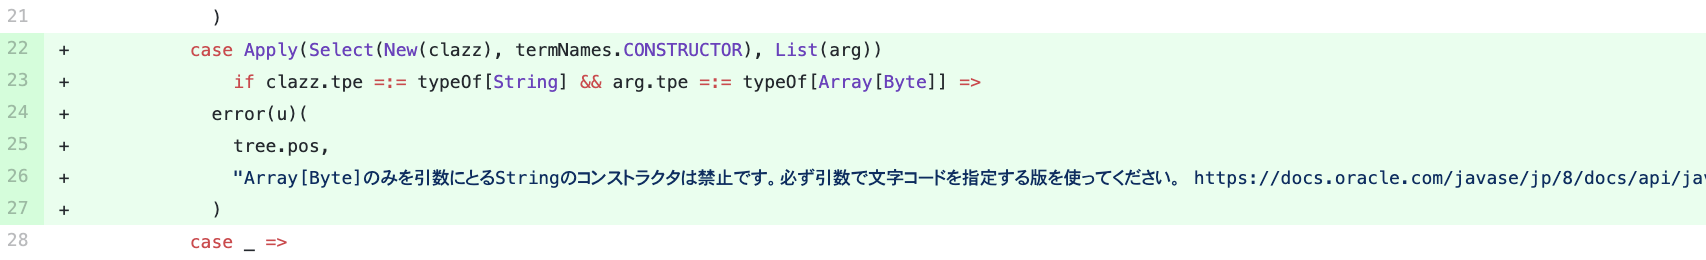 21 )
22 + case Apply(Select(New(clazz), termNames.CONSTRUCTOR), List(arg))
23 + if clazz.tpe =:= typeOf[String] && arg.tpe =:= typeOf[Array[Byte]] =>
24 + error(u)(
25 + tree.pos,
26 + "Array[Byte]のみを引数にとるStringのコンストラクタは禁止です。必ず引数で文字コードを指定する版を使ってください。 https://docs.oracle.com/javase/jp/8/docs/api/jav
27 + )
28 case _ =>